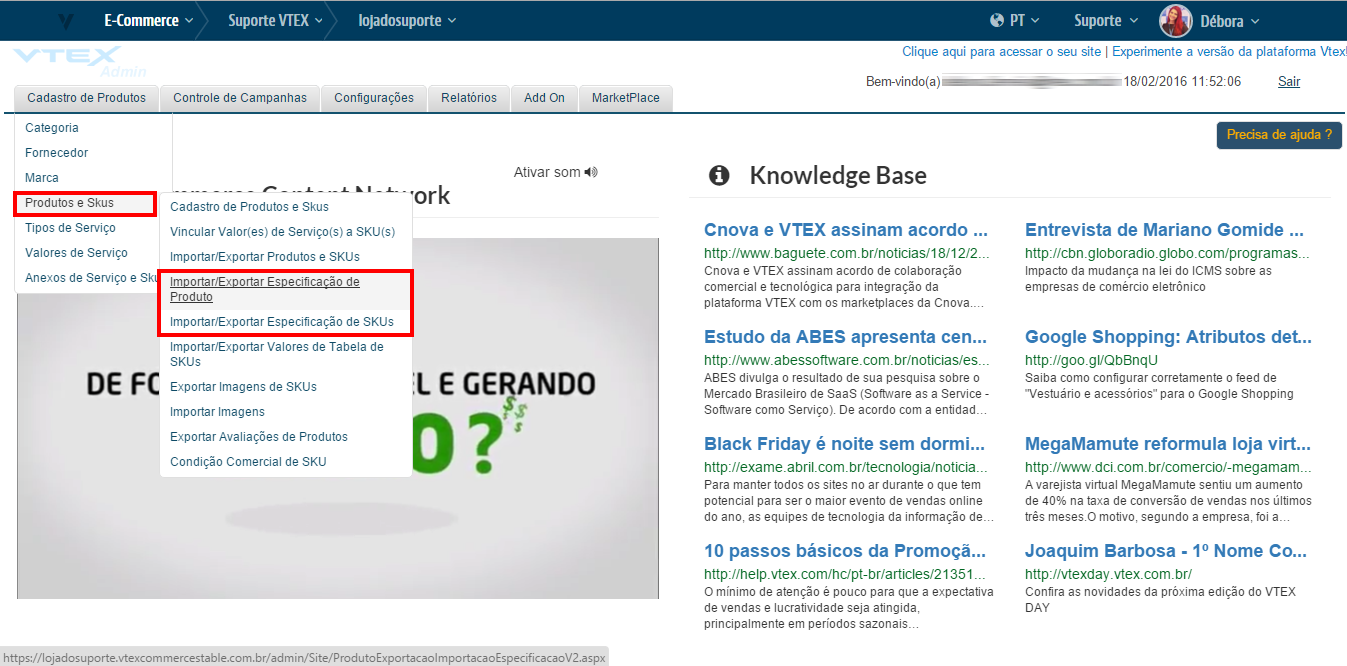 E-Commerce
Suporte VTEX
lojadosuporte
PT
Suporte
Débora
VTEX
Admin
Clique aqui para acessar o seu site | Experimente a versão da plataforma Vtex!
Bem-vindo(a)
18/02/2016 11:52:06
Sair
Cadastro de Produtos
Controle de Campanhas
Configurações
Relatórios
Add On
MarketPlace
Precisa de ajuda ?
Categoria
Fornecedor
Marca
Produtos e Skus
Tipos de Serviço
Valores de Serviço
Anexos de Serviço e Sku
Cadastro de Produtos e Skus
Vincular Valor(es) de Serviço(s) a SKU(s)
Importar/Exportar Produtos e SKUs
Importar/Exportar Especificação de
Produto
Importar/Exportar Especificação de SKUs
Importar/Exportar Valores de Tabela de
SKUs
Exportar Imagens de SKUs
Importar Imagens
Exportar Avaliações de Produtos
Condição Comercial de SKU
Ativar som
Content Network
DE
E GERANDO
O?
$
$
$
Knowledge Base
Cnova e VTEX assinam acordo ...
http://www.baguete.com.br/noticias/18/12/2...
Cnova e VTEX assinam acordo de colaboração
comercial e tecnológica para integração da
plataforma VTEX com os marketplaces da Cnova....
Estudo da ABES apresenta cen...
http://www.abessoftware.com.br/noticias/es...
ABES divulga o resultado de sua pesquisa sobre o
Mercado Brasileiro de SaaS (Software as a Service -
Software como Serviço). De acordo com a entidad...
Black Friday é noite sem dormi...
http://exame.abril.com.br/tecnologia/noticia...
Para manter todos os sites no ar durante o que tem
potencial para ser o maior evento de vendas online
do ano, as equipes de tecnologia da informação de...
10 passos básicos da Promoçã...
http://help.vtex.com/hc/pt-br/articles/21351...
O mínimo de atenção é pouco para que a expectativa
de vendas e lucratividade seja atingida,
principalmente em períodos sazonais...
Entrevista de Mariano Gomide ...
http://cbn.globoradio.globo.com/programas...
Impacto da mudança na lei do ICMS sobre as
empresas de comércio eletrônico
Google Shopping: Atributos det...
http://goo.gl/QbBnqU
Saiba como configurar corretamente o feed de
"Vestuário e acessórios" para o Google Shopping
MegaMamute reformula loja virt...
http://www.dci.com.br/comercio/-megamam...
A varejista virtual MegaMamute sentiu um aumento
de 40% na taxa de conversão de vendas nos últimos
três meses.O motivo, segundo a empresa, foi a...
Joaquim Barbosa - 1º Nome Co...
http://vtexday.vtex.com.br/
Confira as novidades da próxima edição do VTEX
DAY
https://lojadosuporte.vtexcommercestable.com.br/admin/Site/ProdutoExportacaoImportacaoEspecificacaoV2.aspx